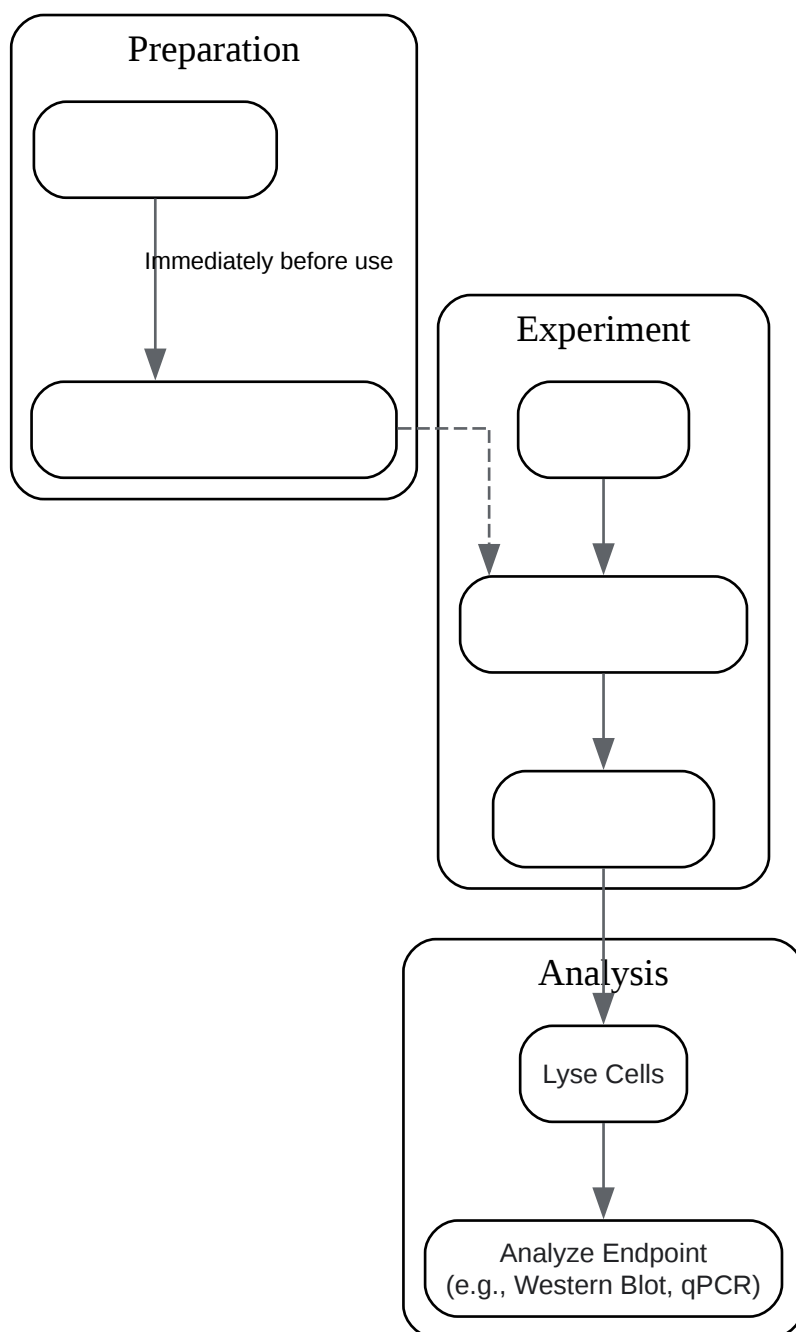 Preparation
Immediately before use
Experiment
Analysis
Lyse Cells
Analyze Endpoint
(e.g., Western Blot, qPCR)